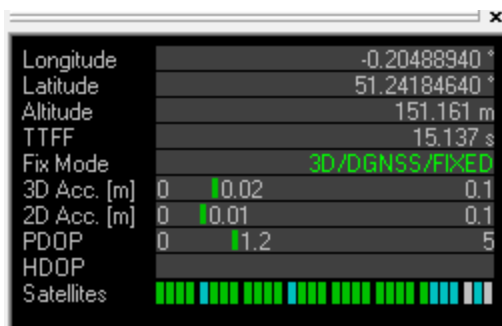 x
Longitude -0.20488940 °
Latitude 51.24184640 °
Altitude 151.161 m
TTFF 15.137 s
Fix Mode 3D/DGNSS/FIXED
3D Acc. [m] 0 0.02 0.1
2D Acc. [m] 0 0.01 0.1
PDOP 0 1.2 5
HDOP
Satellites